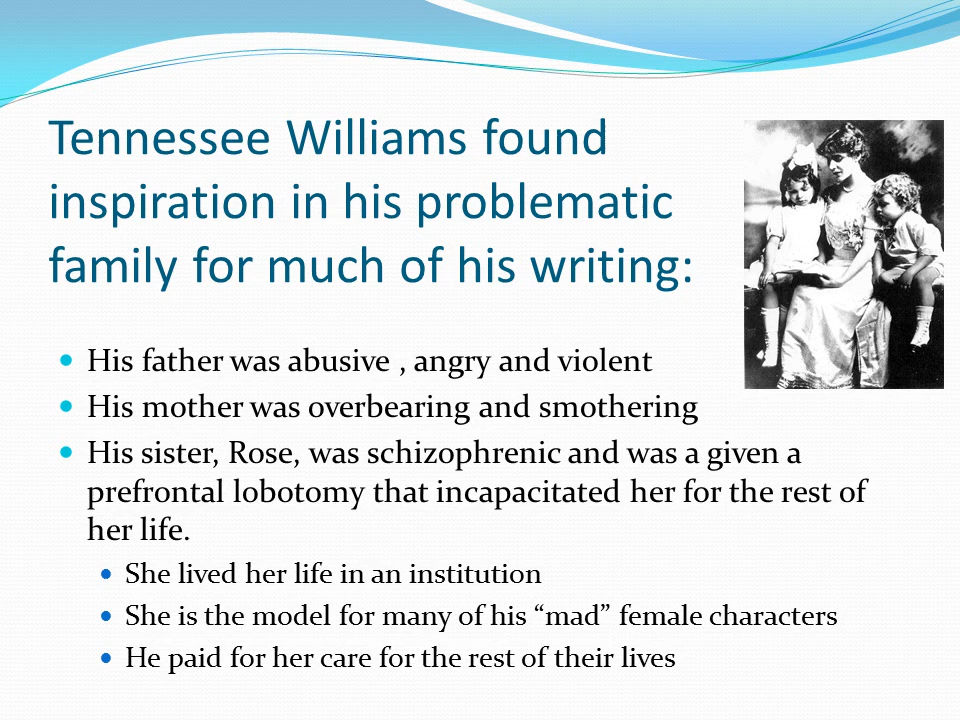 Tennessee Williams found
inspiration in his problematic
family for much of his writing:
His father was abusive , angry and violent
His mother was overbearing and smothering
His sister, Rose, was schizophrenic and was a given a
prefrontal lobotomy that incapacitated her for the rest of
her life.
She lived her life in an institution
She is the model for many of his “mad” female characters
He paid for her care for the rest of their lives